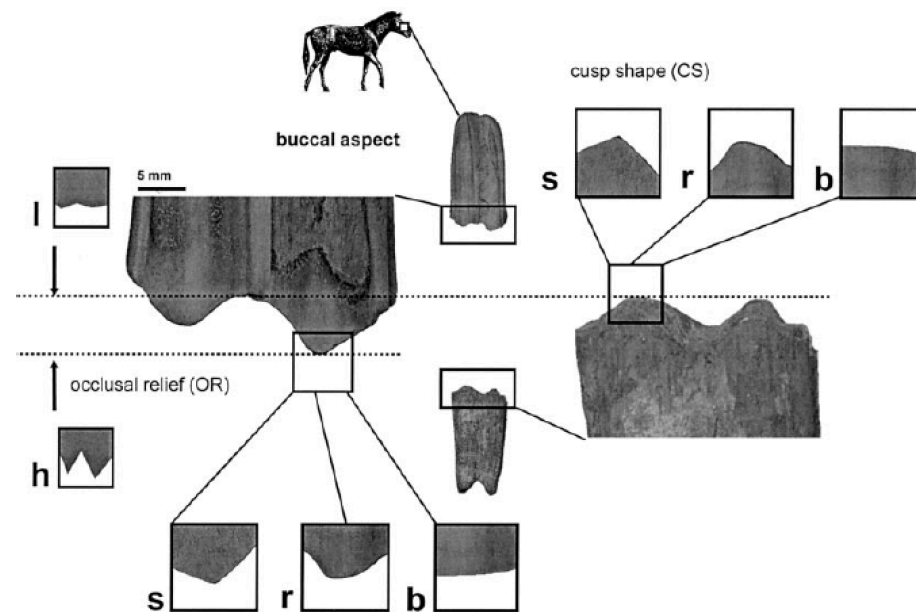 cusp shape (CS)
buccal aspect
5 mm
l
s
r
b
occlusal relief (OR)
h
s
r
b